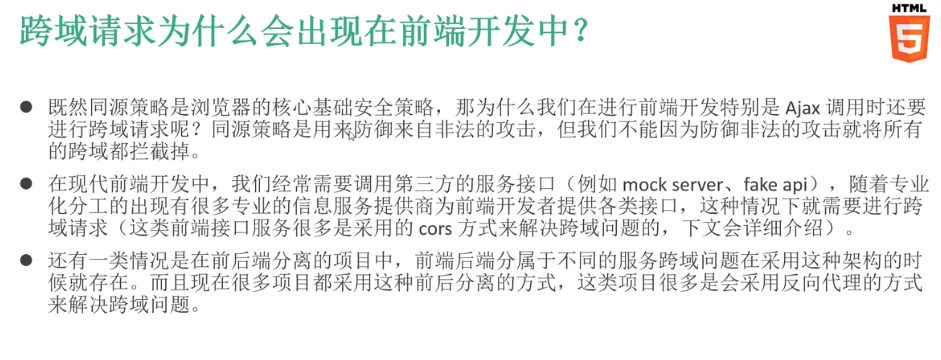 跨域请求为什么会出现在前端开发中？
HTML
5
● 既然同源策略是浏览器的核心基础安全策略，那为什么我们在进行前端开发特别是 Ajax 调用时还要
进行跨域请求呢？同源策略是用来防御来自非法的攻击，但我们不能因为防御非法的攻击就将所有
的跨域都拦截掉。
● 在现代前端开发中，我们经常需要调用第三方的服务接口（例如 mock server、fake api），随着专业
化分工的出现有很多专业的信息服务提供商为前端开发者提供各类接口，这种情况下就需要进行跨
域请求（这类前端接口服务很多是采用的 cors 方式来解决跨域问题的，下文会详细介绍）。
● 还有一类情况是在前后端分离的项目中，前端后端分属于不同的服务跨域问题在采用这种架构的时
候就存在。而且现在很多项目都采用这种前后分离的方式，这类项目很多是会采用反向代理的方式
来解决跨域问题。